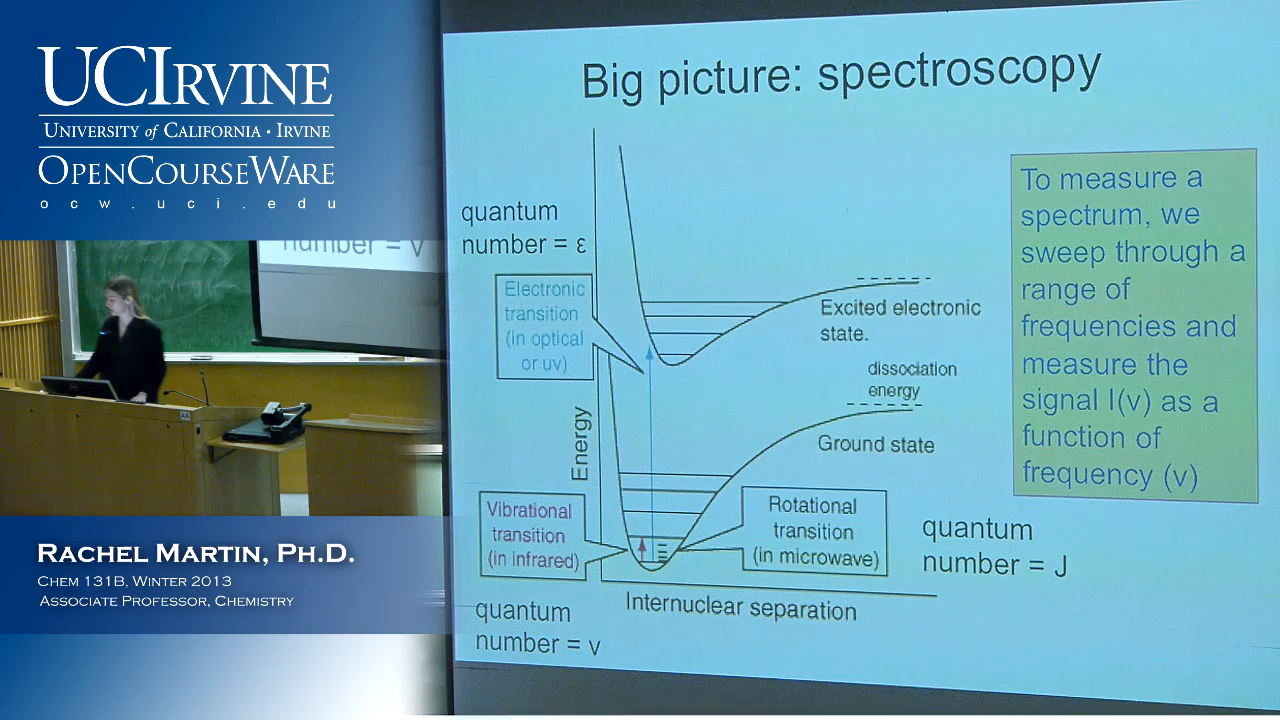 UCIRVINE
UNIVERSITY of CALIFORNIA · IRVINE
OPENCOURSEWARE
ocw.uci.edu
number = v
RACHEL MARTIN, PH.D.
CHEM 131B, WINTER 2013
ASSOCIATE PROFESSOR, CHEMISTRY
Big picture: spectroscopy
quantum
number = ε
Electronic
transition
(in optical
or uv)
Excited electronic
state.
dissociation
energy
Ground state
Energy
Vibrational
transition
(in infrared)
Rotational
transition
(in microwave)
quantum
number = J
Internuclear separation
quantum
number = v
To measure a
spectrum, we
sweep through a
range of
frequencies and
measure the
signal I(ν) as a
function of
frequency (ν)